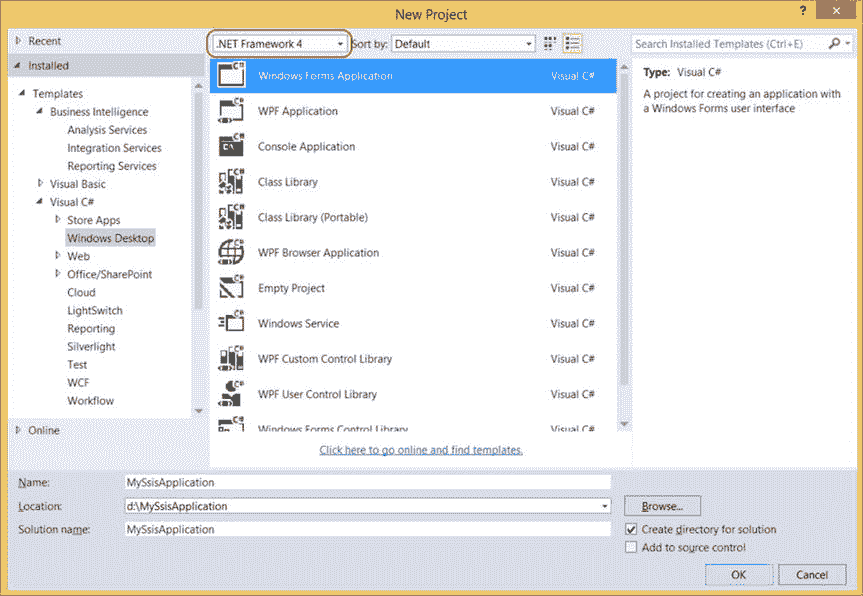 New Project
?
x
Recent
.NET Framework 4
Sort by:
Default
Search Installed Templates (Ctrl+E)
Installed
Templates
Business Intelligence
Analysis Services
Integration Services
Reporting Services
Visual Basic
Visual C#
Store Apps
Windows Desktop
Web
Office/SharePoint
Cloud
LightSwitch
Reporting
Silverlight
Test
WCF
Workflow
Online
C# Windows Forms Application Visual C#
C# WPF Application Visual C#
C# C:\ Console Application Visual C#
C# Class Library Visual C#
C# Class Library (Portable) Visual C#
C# WPF Browser Application Visual C#
C# Empty Project Visual C#
C# Windows Service Visual C#
C# WPF Custom Control Library Visual C#
C# WPF User Control Library Visual C#
C# Windows Forms Control Library Visual C#
Click here to go online and find templates.
Type: Visual C#
A project for creating an application with
a Windows Forms user interface
Name: MySsisApplication
Location: d:\MySsisApplication
Browse...
Solution name: MySsisApplication
Create directory for solution
Add to source control
OK
Cancel